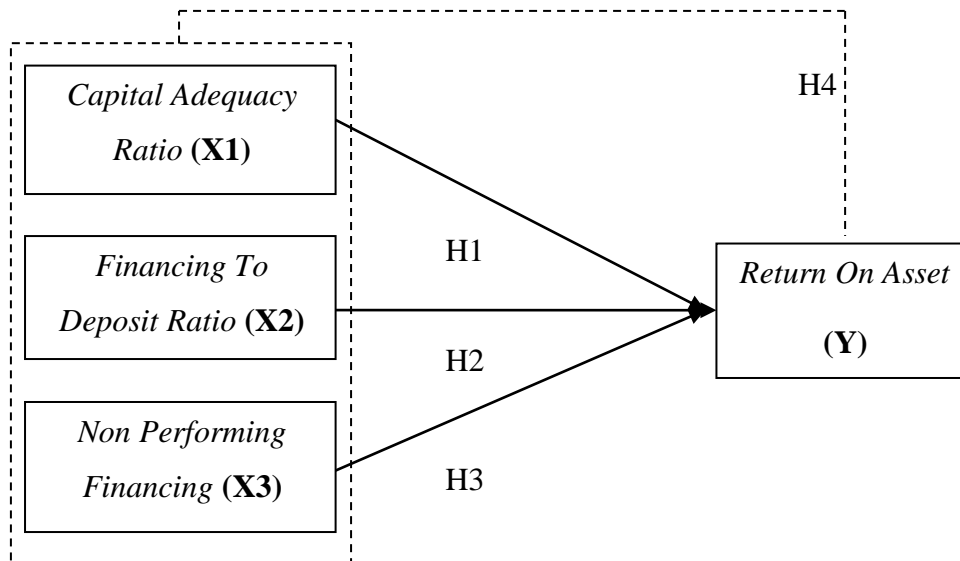 Capital Adequacy
Ratio (X1)
H4
H1
Financing To
Deposit Ratio (X2)
Return On Asset
(Y)
H2
Non Performing
Financing (X3)
H3